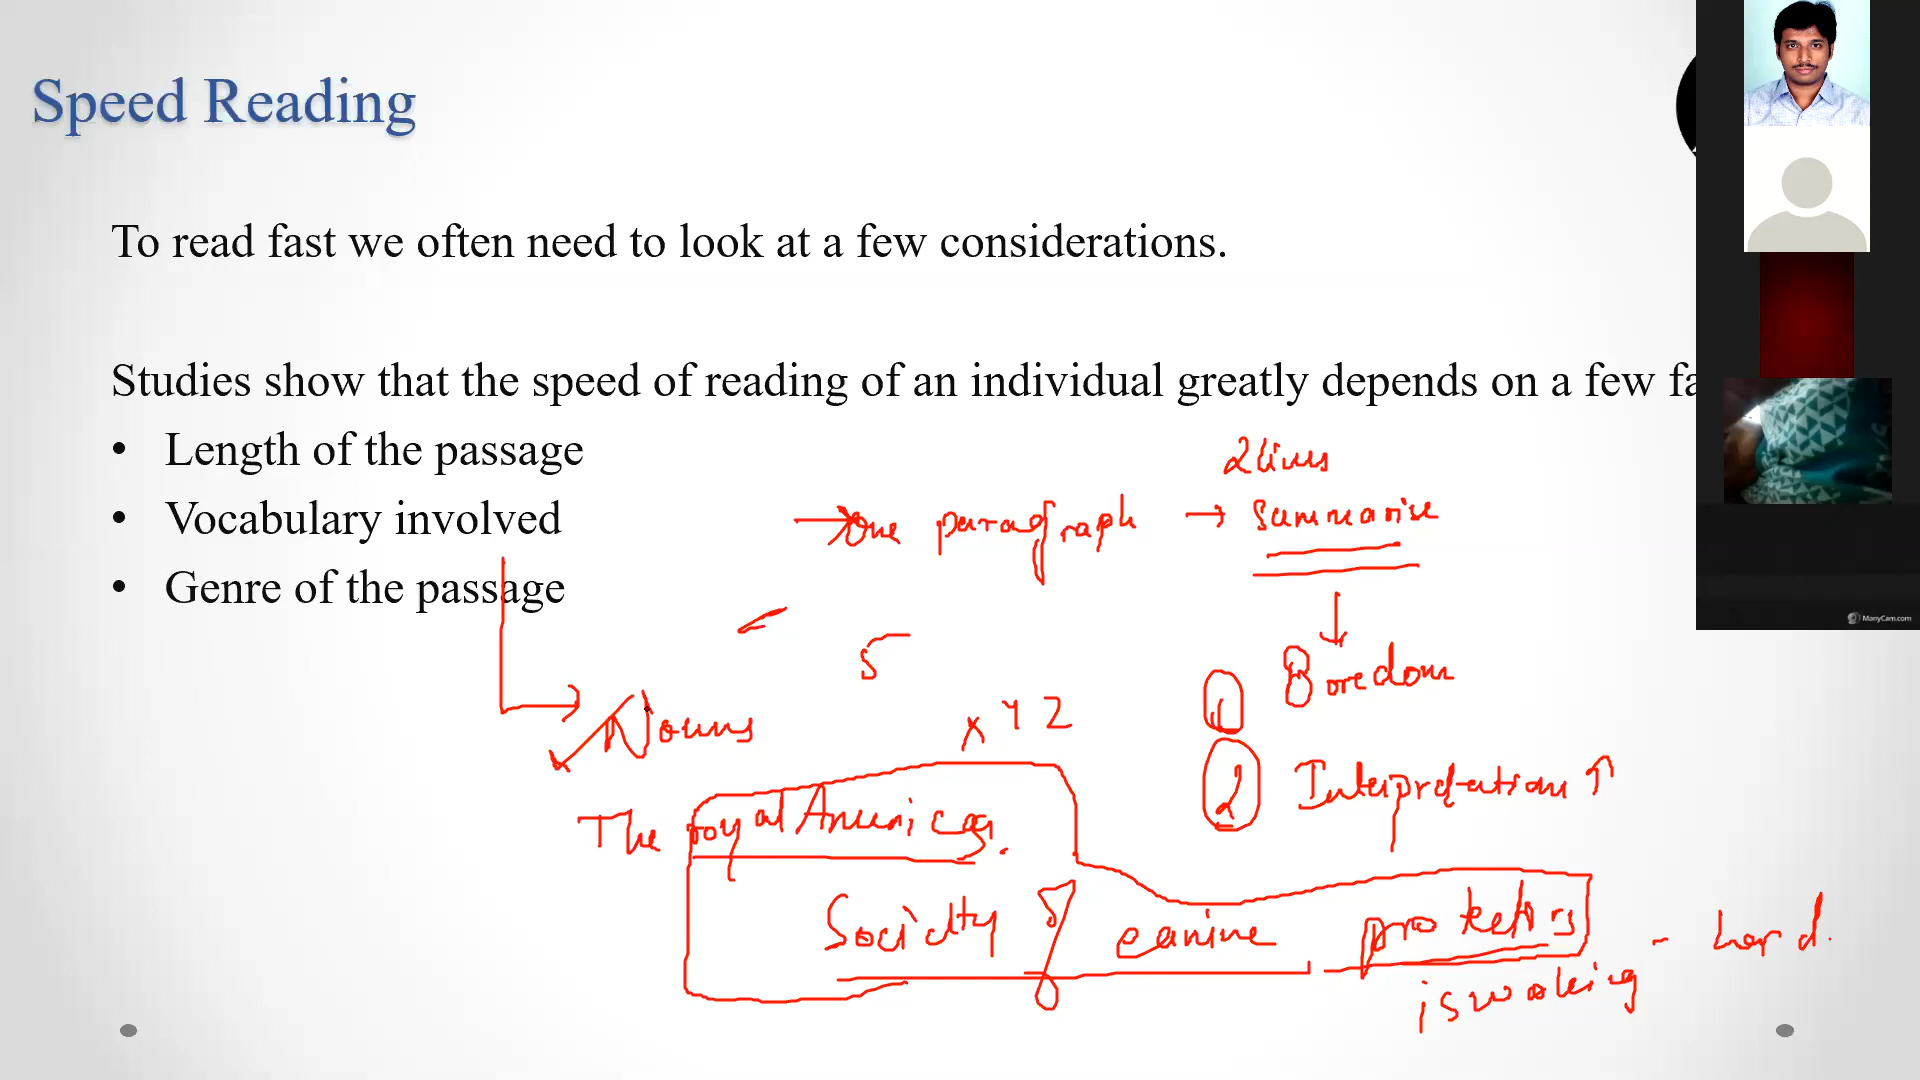 Speed Reading
To read fast we often need to look at a few considerations.
Studies show that the speed of reading of an individual greatly depends on a few fa
• Length of the passage
• Vocabulary involved
• Genre of the passage
2 lines
One paragraph → Summarise
5
Boredom
1
Nouns
X Y Z
2 Interpretation ↑
The royal American
Society of canine protectors
is working - hard.
ManyCam.com